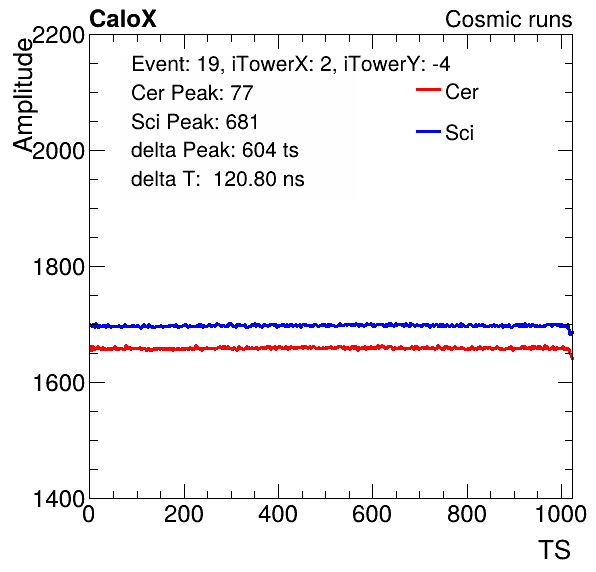 CaloX Cosmic runs
Amplitude
Event: 19, iTowerX: 2, iTowerY: -4
Cer Peak: 77
Sci Peak: 681
delta Peak: 604 ts
delta T: 120.80 ns
Cer
Sci
2200
2000
1800
1600
1400
0 200 400 600 800 1000
TS